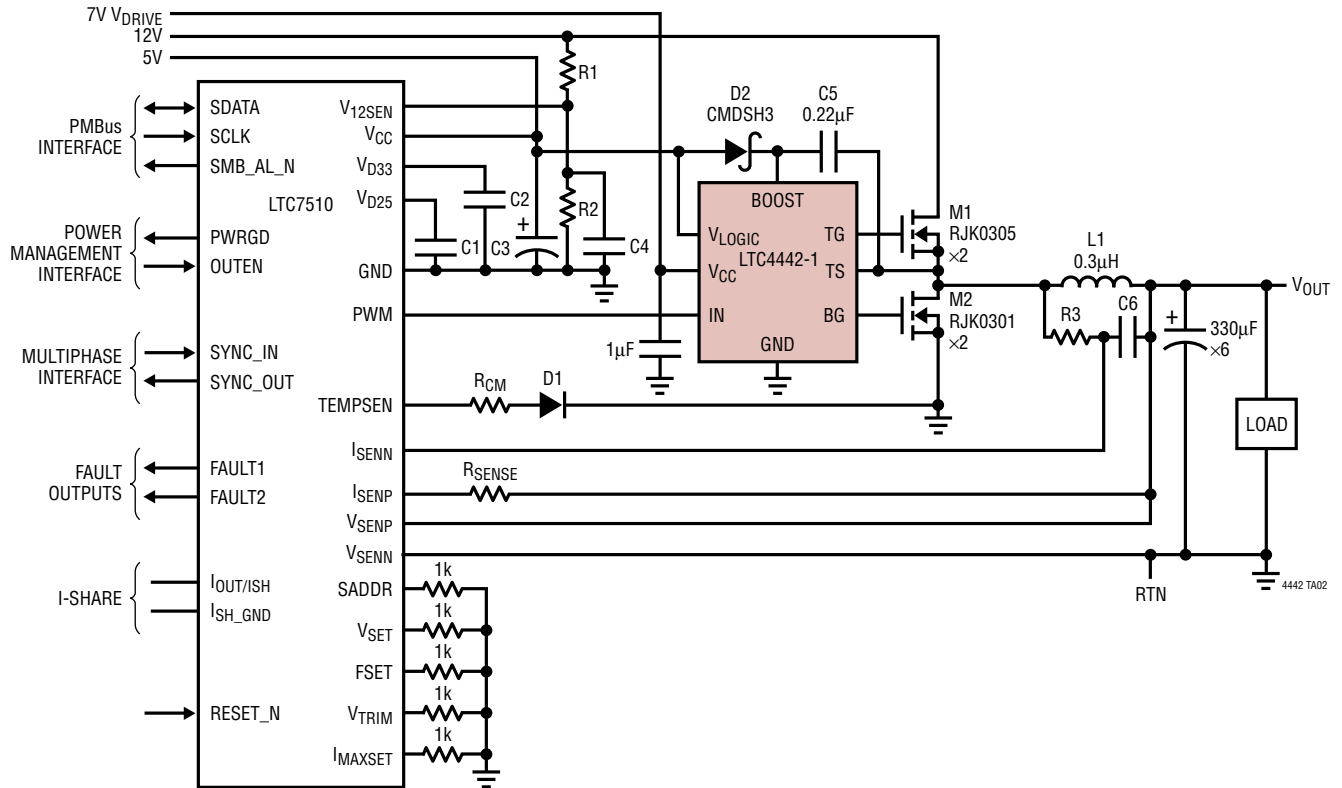 7V VDRIVE
12V
5V
PMBus
INTERFACE
POWER
MANAGEMENT
INTERFACE
MULTIPHASE
INTERFACE
FAULT
OUTPUTS
I-SHARE
SDATA
SCLK
SMB_AL_N
PWRGD
OUTEN
SYNC_IN
SYNC_OUT
FAULT1
FAULT2
IOUT/ISH
ISH_GND
RESET_N
LTC7510
V12SEN
VCC
VD33
VD25
GND
PWM
TEMPSEN
ISENN
ISENP
VSENP
VSENN
SADDR
VSET
FSET
VTRIM
IMAXSET
1k
1k
1k
1k
1k
R1
R2
C1
C2
C3
+
C4
1µF
RCM
D1
RSENSE
D2
CMDSH3
C5
0.22µF
BOOST
VLOGIC
TG
LTC4442-1
VCC
TS
IN
BG
GND
M1
RJK0305
×2
M2
RJK0301
×2
L1
0.3µH
R3
C6
+
330µF
×6
VOUT
LOAD
RTN
4442 TA02